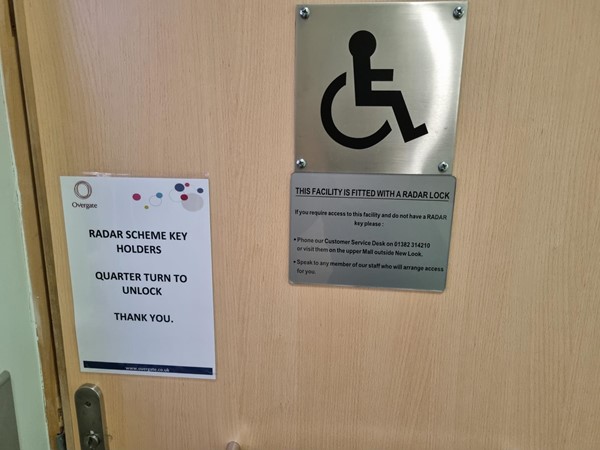 Overgate
RADAR SCHEME KEY
HOLDERS
QUARTER TURN TO
UNLOCK
THANK YOU.
www.overgate.co.uk
THIS FACILITY IS FITTED WITH A RADAR LOCK
If you require access to this facility and do not have a RADAR
key please :
• Phone our Customer Service Desk on 01382 314210
or visit them on the upper Mall outside New Look.
• Speak to any member of our staff who will arrange access
for you.